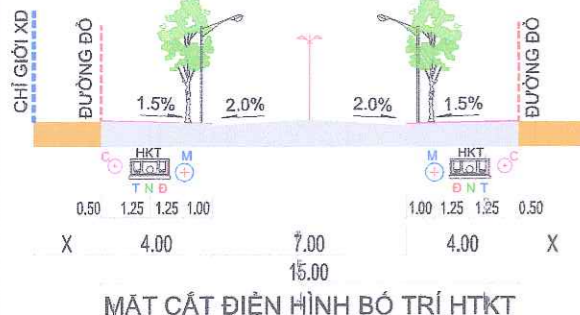 CHỈ GIỚI XD
ĐƯỜNG ĐỎ
ĐƯỜNG ĐỎ
1.5% 2.0% 2.0% 1.5%
C HKT M M HKT C
T N Đ Đ N T
0.50 1.25 1.25 1.00 1.00 1.25 1.25 0.50
X 4.00 7.00 4.00 X
15.00
MẶT CẮT ĐIỂN HÌNH BỐ TRÍ HTKT